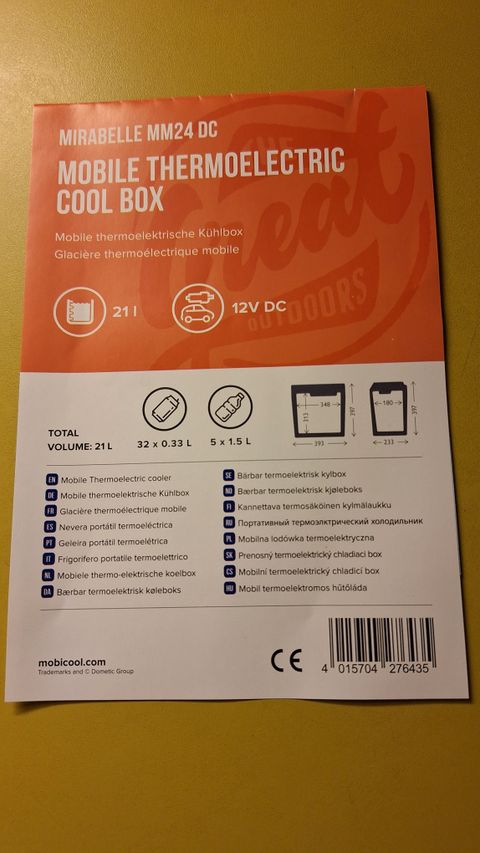 MIRABELLE MM24 DC
MOBILE THERMOELECTRIC
COOL BOX
Mobile thermoelektrische Kühlbox
Glacière thermoélectrique mobile
THE
Great
OUTDOORS
21 l
12V DC
TOTAL
VOLUME: 21 L
32 x 0.33 L
5 x 1.5 L
348
313
397
393
180
397
233
EN Mobile Thermoelectric cooler
DE Mobile thermoelektrische Kühlbox
FR Glacière thermoélectrique mobile
ES Nevera portátil termoeléctrica
PT Geleira portátil termoelétrica
IT Frigorifero portatile termoelettrico
NL Mobiele thermo-elektrische koelbox
DA Bærbar termoelektrisk køleboks
SE Bärbar termoelektrisk kylbox
NO Bærbar termoelektrisk kjøleboks
FI Kannettava termosäköinen kylmälaukku
RU Портативный термоэлктрический холодильник
PL Mobilna lodówka termoelektryczna
SK Prenosný termoelektrický chladiaci box
CS Mobilní termoelektrický chladicí box
HU Mobil termoelektromos hűtőláda
mobicool.com
Trademarks and © Dometic Group
CE
4 015704 276435